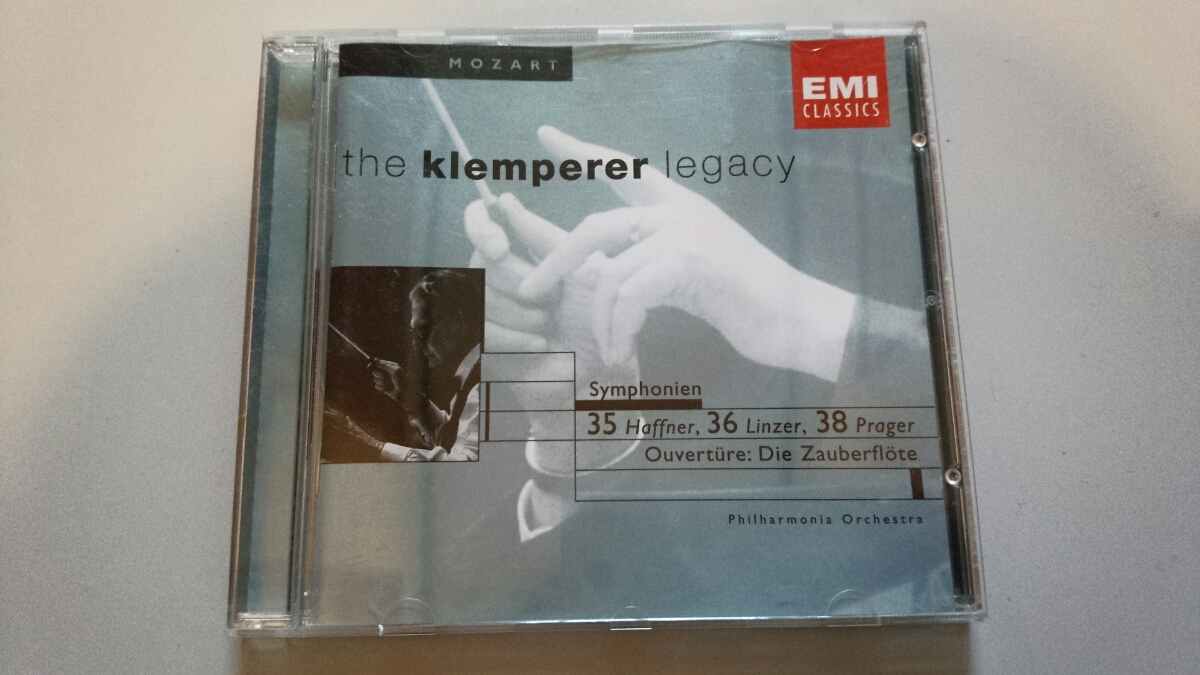 MOZART
EMI
CLASSICS
the klemperer legacy
Symphonien
35 Haffner, 36 Linzer, 38 Prager
Ouvertüre: Die Zauberflöte
Philharmonia Orchestra